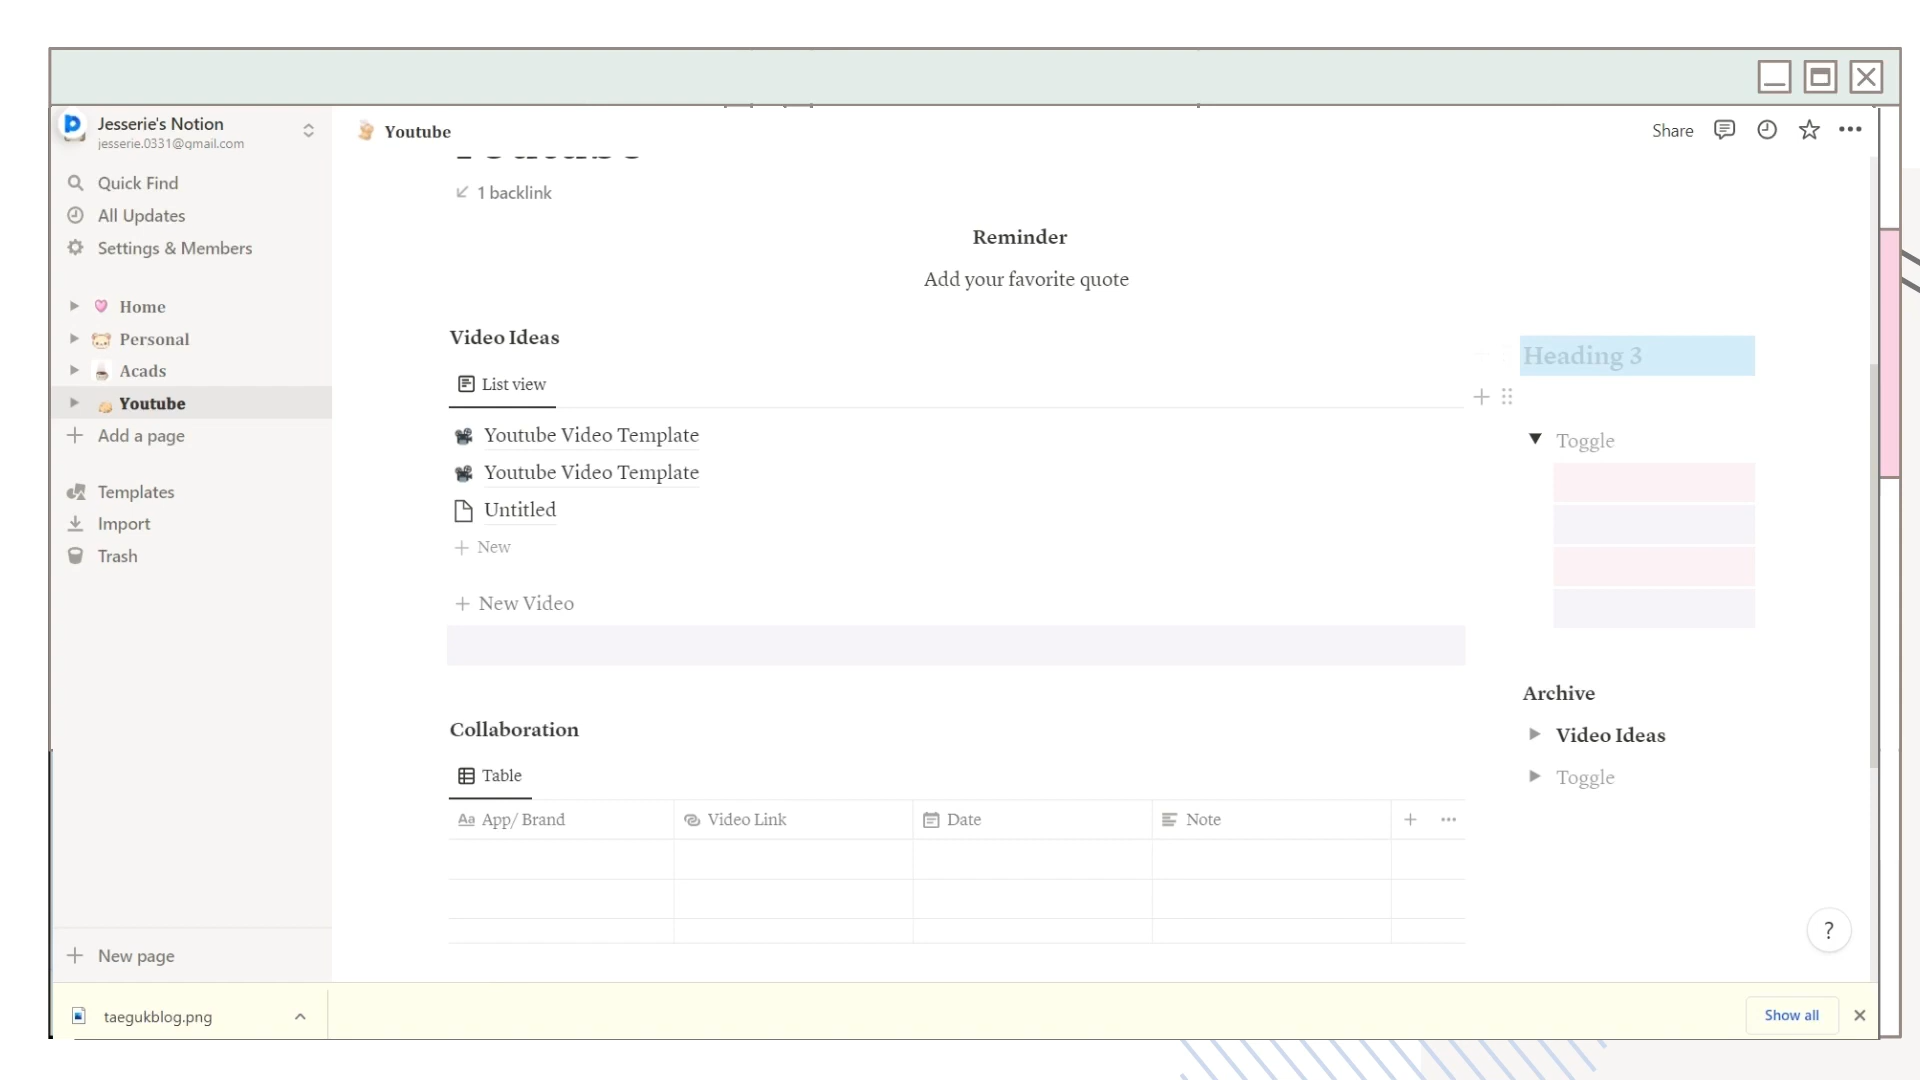 Jesserie's Notion
jesserie.0331@gmail.com
Quick Find
All Updates
Settings & Members
Home
Personal
Acads
Youtube
Add a page
Templates
Import
Trash
New page
Youtube
Share
Youtube
1 backlink
Reminder
Add your favorite quote
Video Ideas
List view
Youtube Video Template
Youtube Video Template
Untitled
New
New Video
Collaboration
Table
Aa App/ Brand
Video Link
Date
Note
Heading 3
Toggle
Archive
Video Ideas
Toggle
?
taegukblog.png
Show all